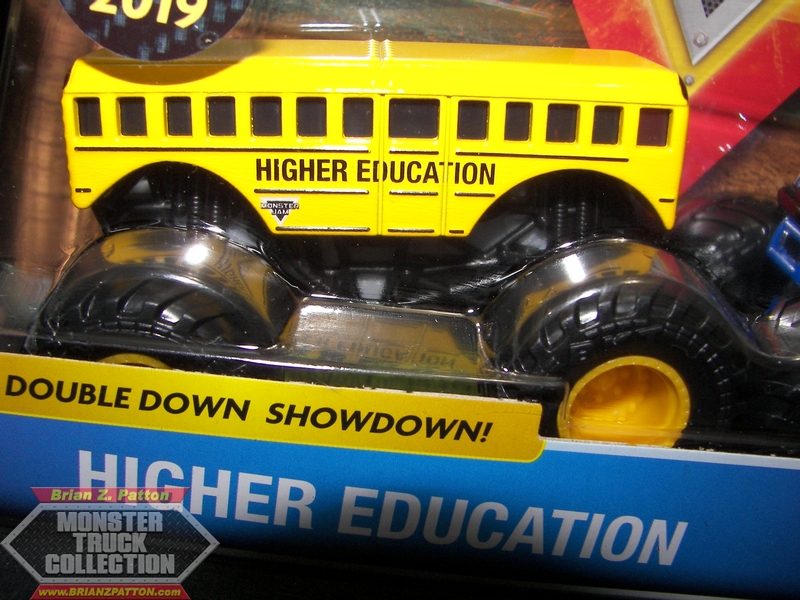 2019
HIGHER EDUCATION
MONSTER
JAM
DOUBLE DOWN SHOWDOWN!
HIGHER EDUCATION
Brian Z. Patton
MONSTER
TRUCK
COLLECTION
www.BRIANZPATTON.com